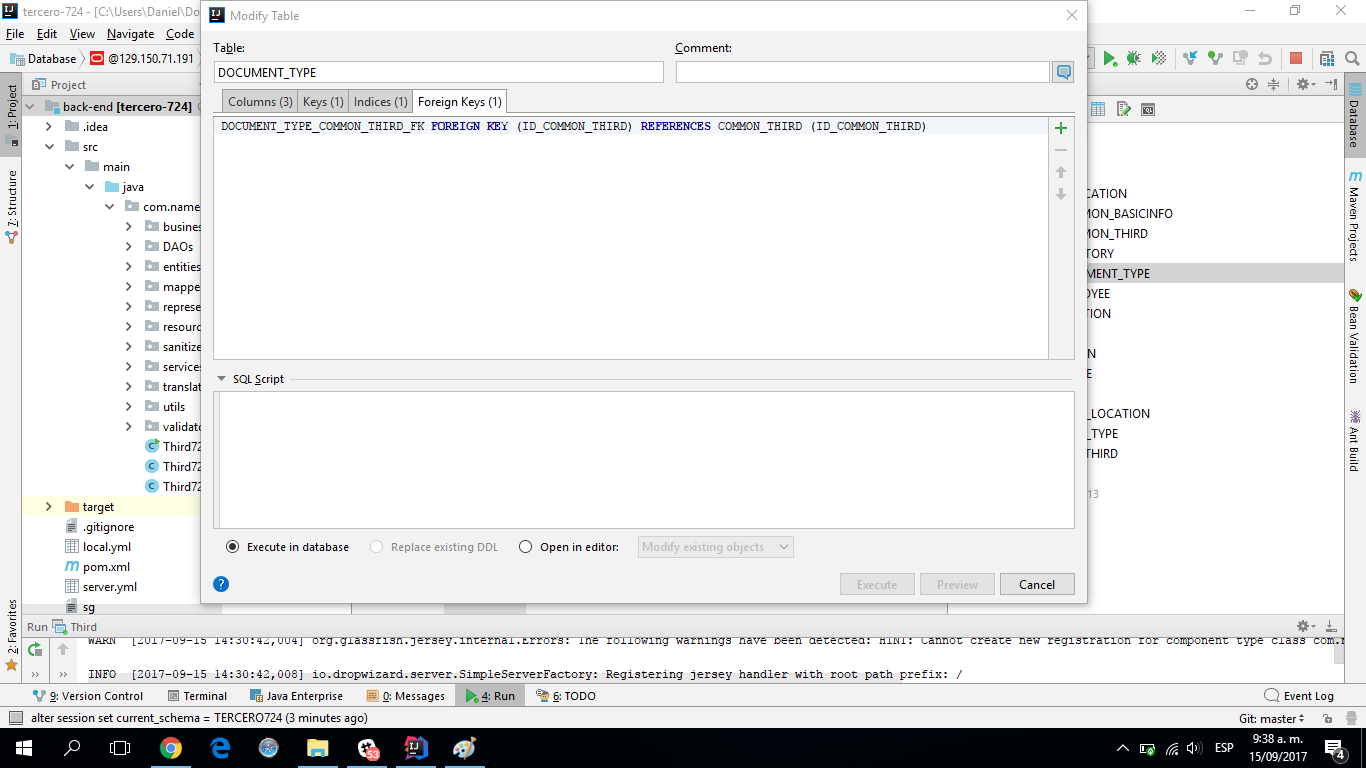 tercero-724 - [C:\Users\Daniel\Do
Modify Table
File Edit View Navigate Code
Database @129.150.71.191
Table:
Comment:
DOCUMENT_TYPE
Columns (3) Keys (1) Indices (1) Foreign Keys (1)
DOCUMENT_TYPE_COMMON_THIRD_FK FOREIGN KEY (ID_COMMON_THIRD) REFERENCES COMMON_THIRD (ID_COMMON_THIRD)
1: Project
7: Structure
2: Favorites
Project
back-end [tercero-724]
.idea
src
main
java
com.name
busines
DAOs
entities
mappe
represe
resourc
sanitize
services
translat
utils
validato
Third72
Third72
Third72
target
.gitignore
local.yml
pom.xml
server.yml
sg
SQL Script
Execute in database
Replace existing DDL
Open in editor:
Modify existing objects
Execute
Preview
Cancel
CATION
MON_BASICINFO
MON_THIRD
TORY
MENT_TYPE
OYEE
TION
N
E
_LOCATION
_TYPE
THIRD
13
Database
Maven Projects
Bean Validation
Ant Build
Run Third
WARN [2017-09-15 14:30:42,004] org.glassfish.jersey.internal.Errors: The following warnings have been detected: HINT: Cannot create new registration for component type class com.n
INFO [2017-09-15 14:30:42,008] io.dropwizard.server.SimpleServerFactory: Registering jersey handler with root path prefix: /
9: Version Control Terminal Java Enterprise 0: Messages 4: Run 6: TODO Event Log
alter session set current_schema = TERCERO724 (3 minutes ago)
Git: master
53
ESP
9:38 a. m.
15/09/2017
4